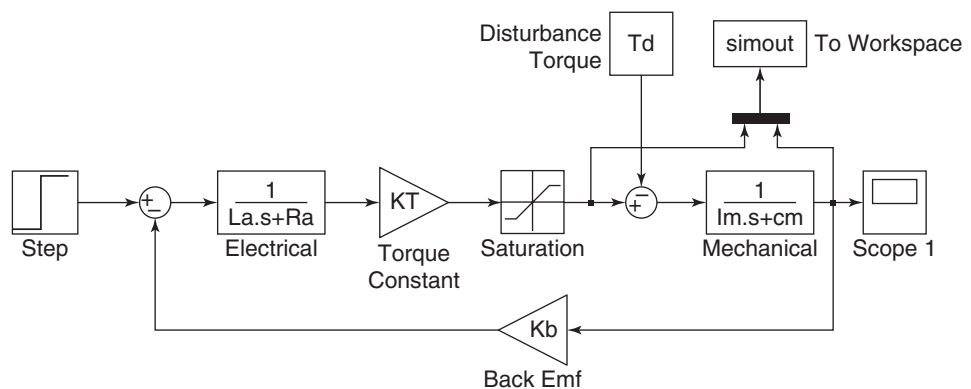 Disturbance
Torque
Td
simout
To Workspace
+
−
1
La.s+Ra
KT
−
+
1
Im.s+cm
Step
Electrical
Torque
Constant
Saturation
Mechanical
Scope 1
Kb
Back Emf